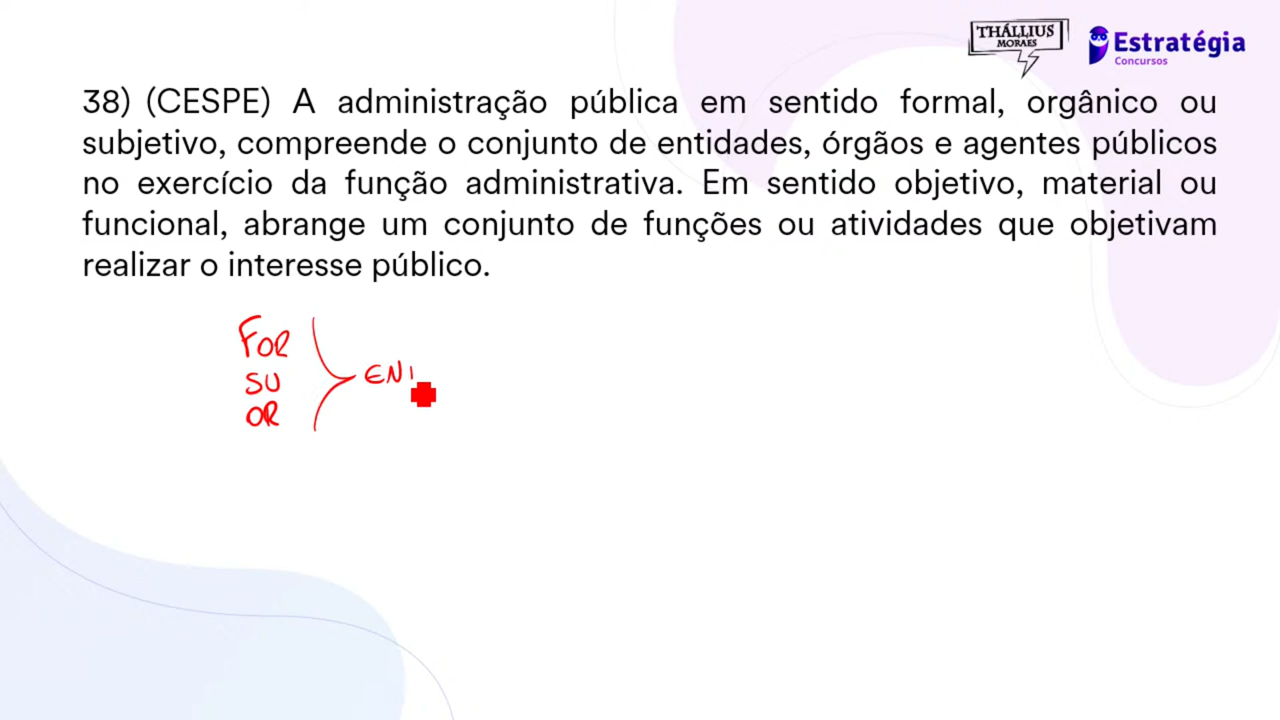 THÁLLIUS
MORAES
Estratégia
Concursos
38) (CESPE) A administração pública em sentido formal, orgânico ou
subjetivo, compreende o conjunto de entidades, órgãos e agentes públicos
no exercício da função administrativa. Em sentido objetivo, material ou
funcional, abrange um conjunto de funções ou atividades que objetivam
realizar o interesse público.
FOR
SU
OR
EN